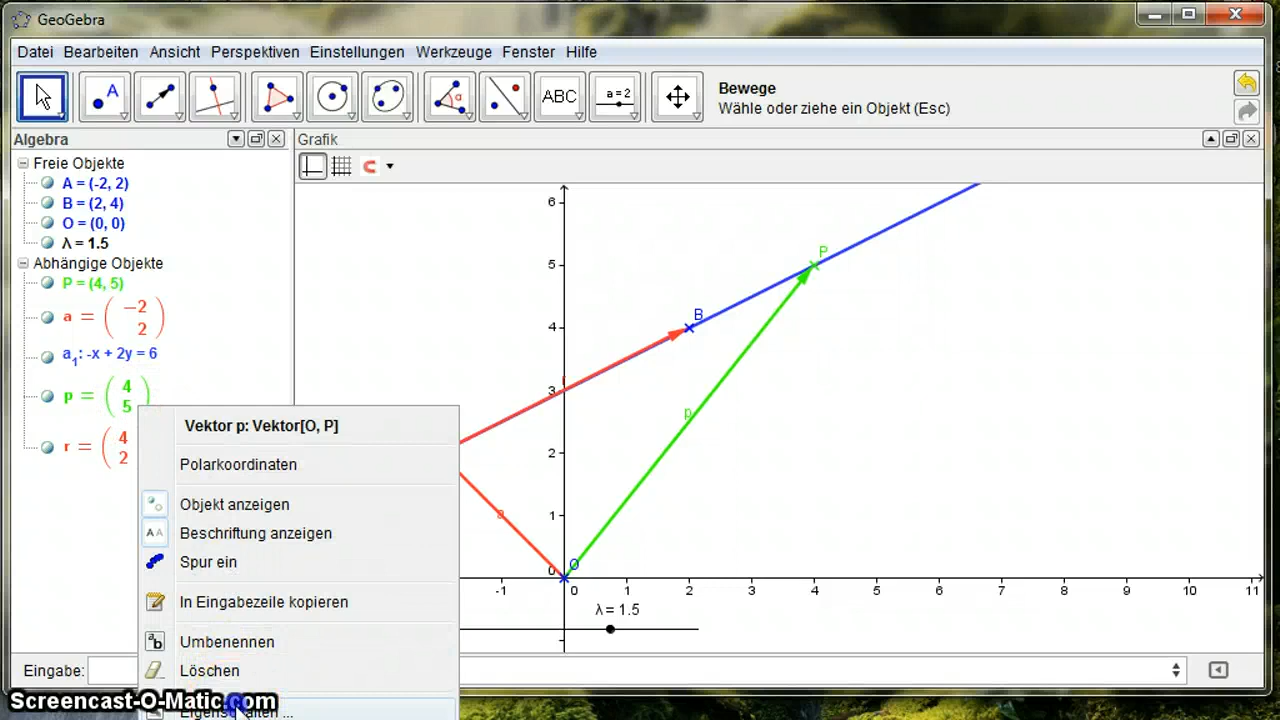 GeoGebra
Datei Bearbeiten Ansicht Perspektiven Einstellungen Werkzeuge Fenster Hilfe
A α ABC a = 2
Bewege
Wähle oder ziehe ein Objekt (Esc)
Algebra
Grafik
Freie Objekte
A = (-2, 2)
B = (2, 4)
O = (0, 0)
λ = 1.5
Abhängige Objekte
P = (4, 5)
a = ( −2
2 )
a1: -x + 2y = 6
p = ( 4
5 )
r = ( 4
2
Vektor p: Vektor[O, P]
Polarkoordinaten
Objekt anzeigen
AA Beschriftung anzeigen
Spur ein
In Eingabezeile kopieren
ab Umbenennen
Löschen
Eigenschaften ...
6
5
4
3
2
1
0
P
B
r
p
a
O
-1 0 1 2 3 4 5 6 7 8 9 10 11
λ = 1.5
Eingabe:
Screencast-O-Matic.com